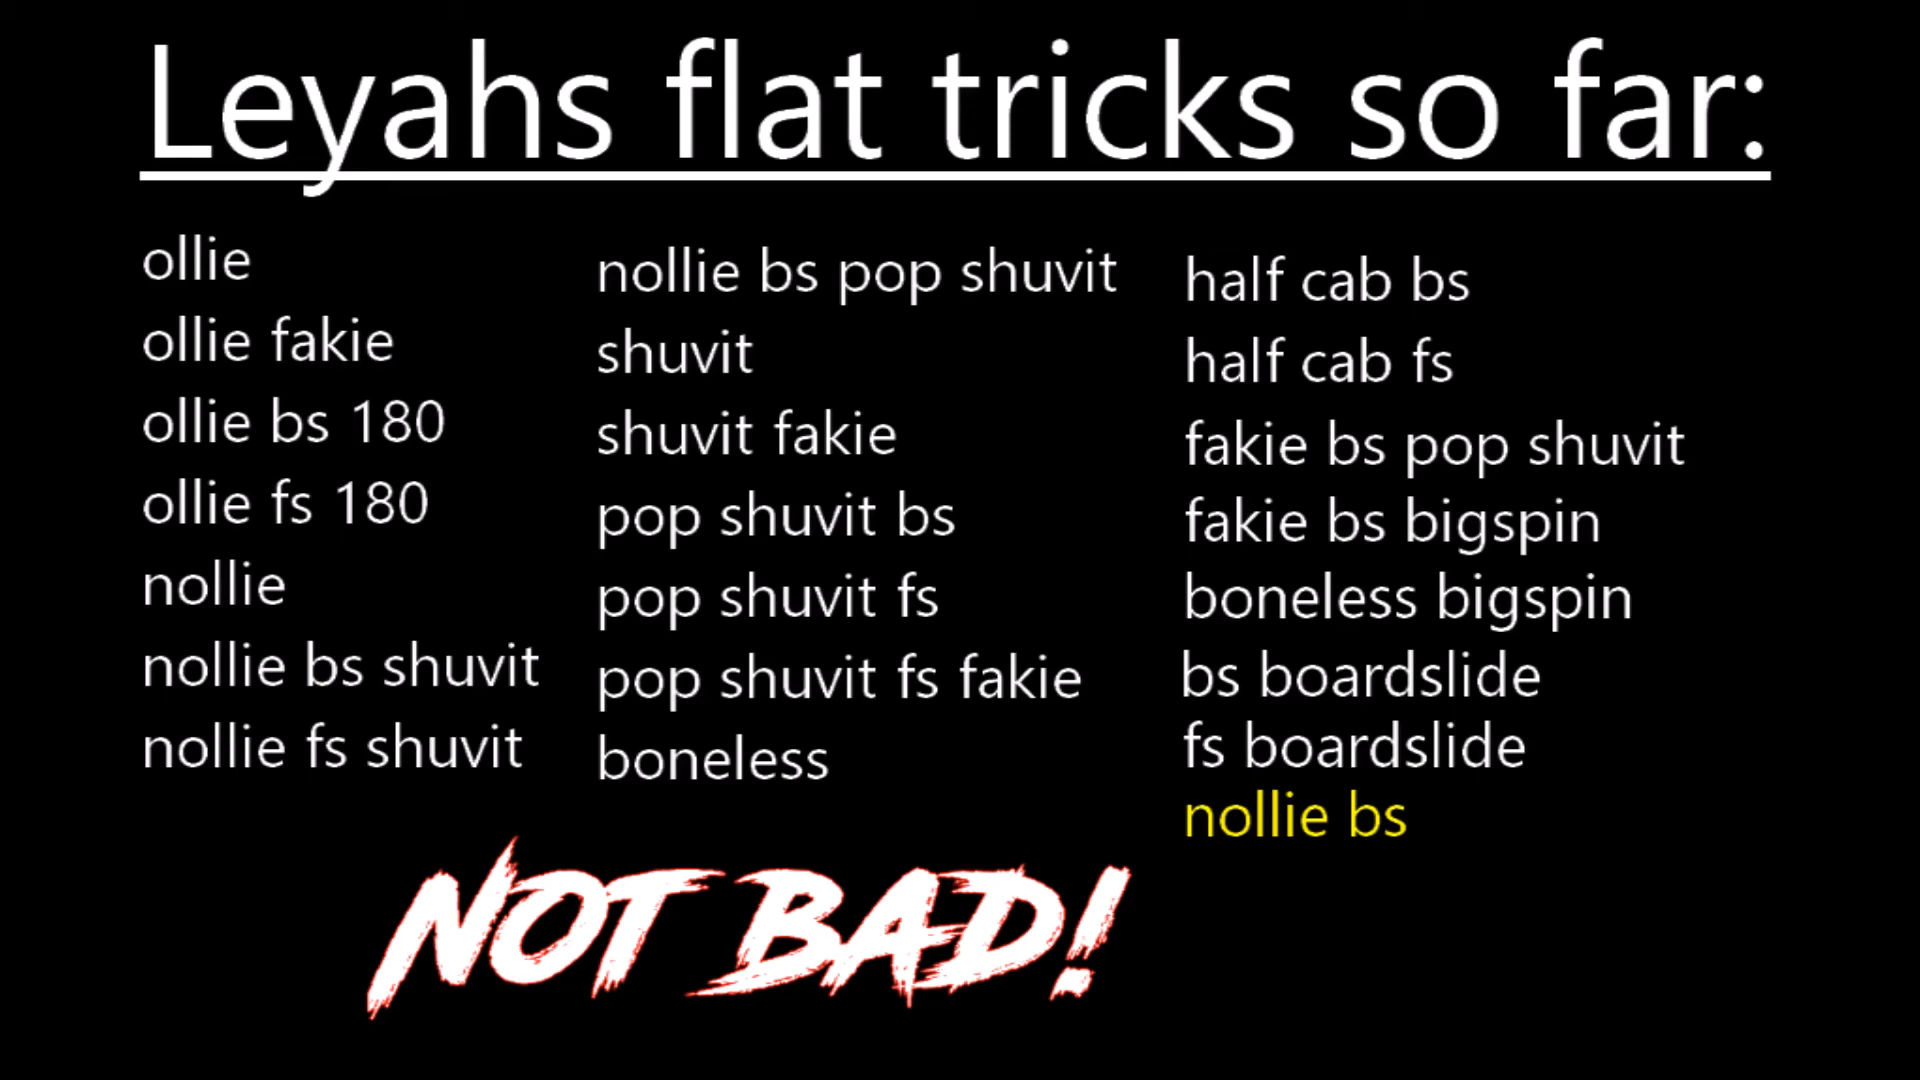 Leyahs flat tricks so far:
ollie
ollie fakie
ollie bs 180
ollie fs 180
nollie
nollie bs shuvit
nollie fs shuvit
nollie bs pop shuvit
shuvit
shuvit fakie
pop shuvit bs
pop shuvit fs
pop shuvit fs fakie
boneless
half cab bs
half cab fs
fakie bs pop shuvit
fakie bs bigspin
boneless bigspin
bs boardslide
fs boardslide
nollie bs
NOT BAD!